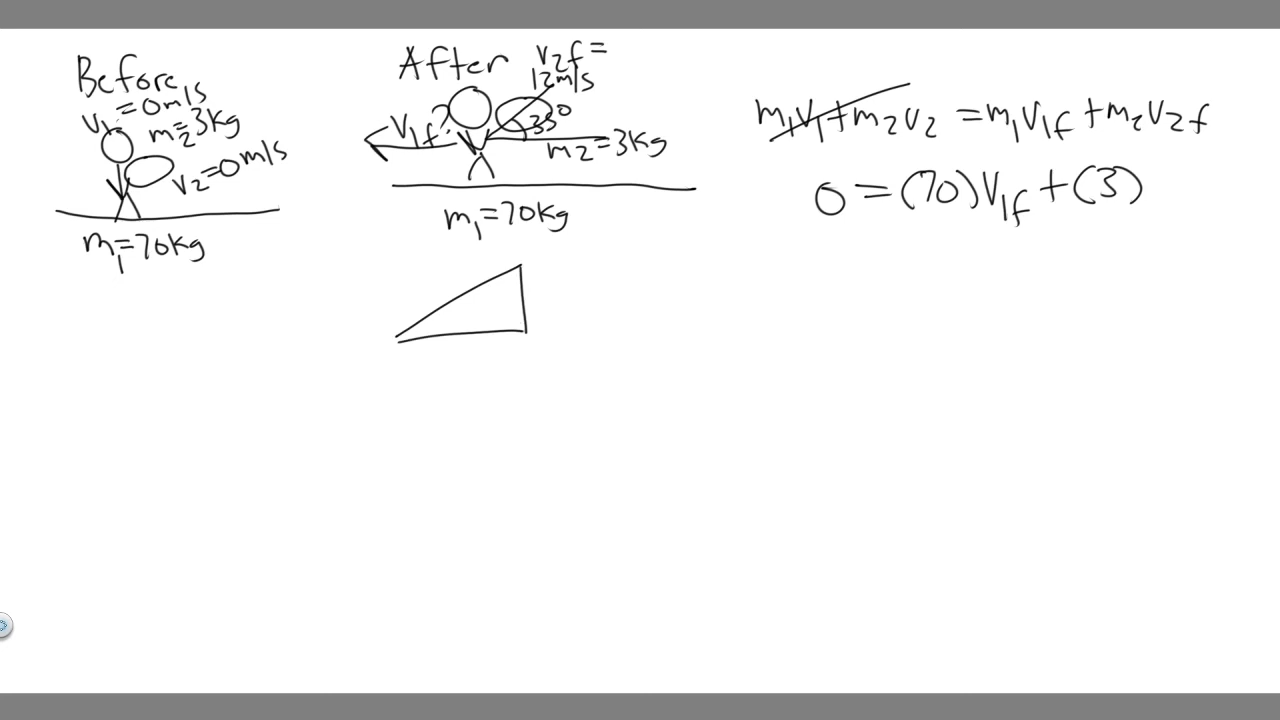 Before
v₁ = 0m/s
m₂ = 3kg
v₂ = 0m/s
m₁ = 70kg
After
v₂f = 12m/s
v₁f?
35°
m₂ = 3kg
m₁ = 70kg
m₁v₁ + m₂v₂ = m₁v₁f + m₂v₂f
0 = (70)v₁f + (3)